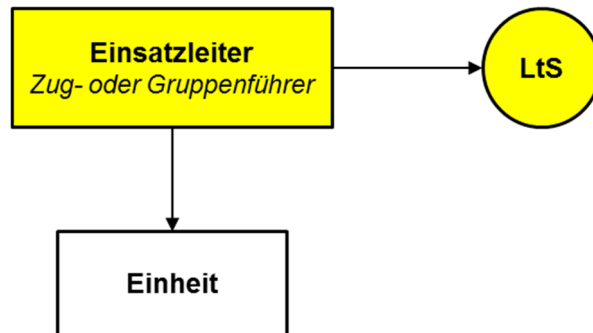 Einsatzleiter
Zug- oder Gruppenführer
LtS
Einheit